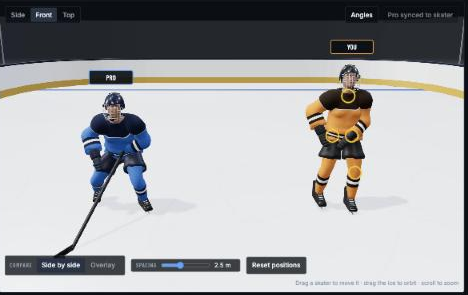 Side Front Top
Angles Pro synced to skater
YOU
PRO
COMPARE Side by side Overlay
SPACING 2.5 m
Reset positions
Drag a skater to move it · drag the ice to orbit · scroll to zoom